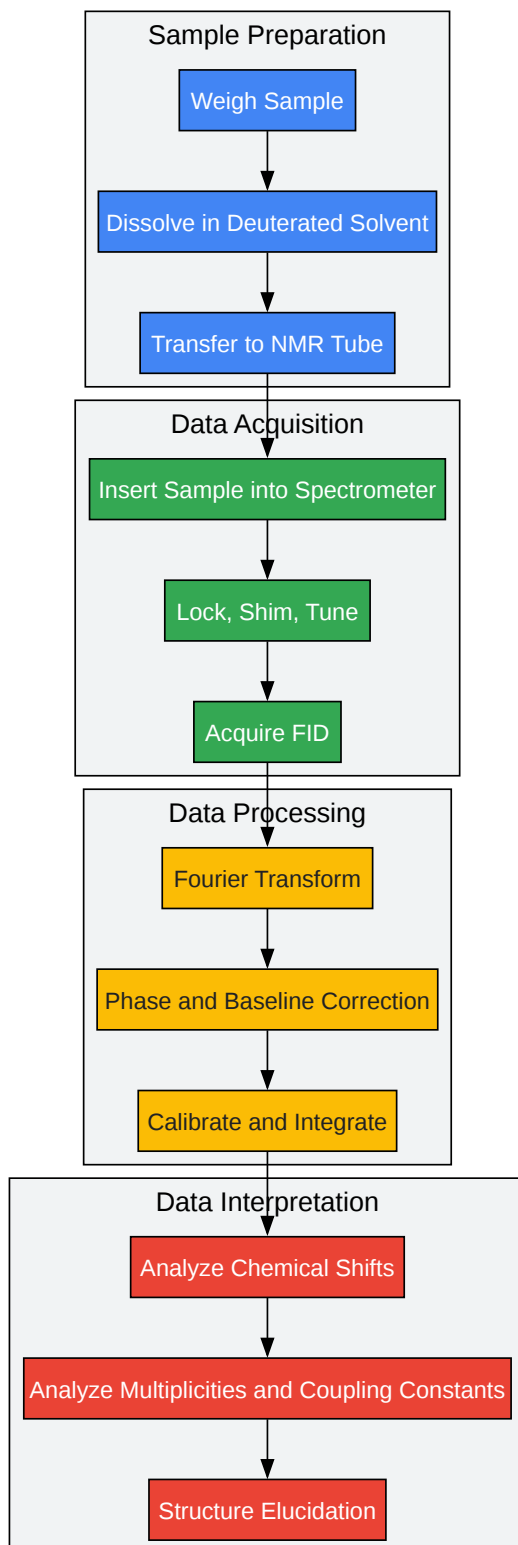 Sample Preparation
Weigh Sample
Dissolve in Deuterated Solvent
Transfer to NMR Tube
Data Acquisition
Insert Sample into Spectrometer
Lock, Shim, Tune
Acquire FID
Data Processing
Fourier Transform
Phase and Baseline Correction
Calibrate and Integrate
Data Interpretation
Analyze Chemical Shifts
Analyze Multiplicities and Coupling Constants
Structure Elucidation